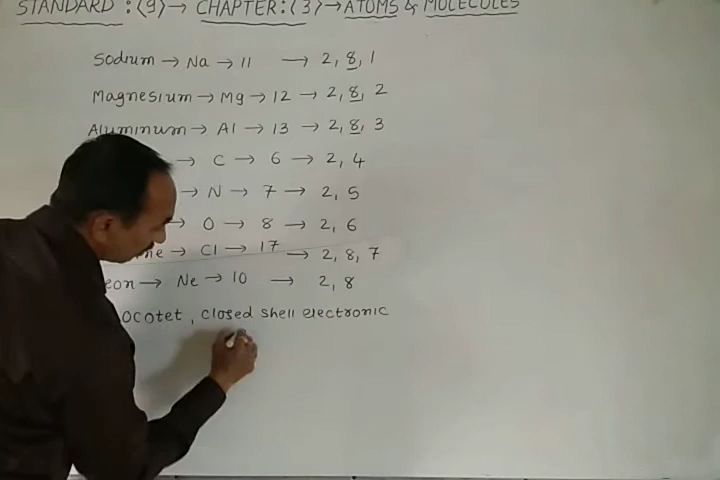 STANDARD : (9) → CHAPTER : (3) → ATOMS & MOLECULES
Sodium → Na → 11 → 2, 8, 1
Magnesium → Mg → 12 → 2, 8, 2
Aluminum → Al → 13 → 2, 8, 3
→ C → 6 → 2, 4
→ N → 7 → 2, 5
→ O → 8 → 2, 6
ne → Cl → 17 → 2, 8, 7
eon → Ne → 10 → 2, 8
ocotet, closed shell electronic